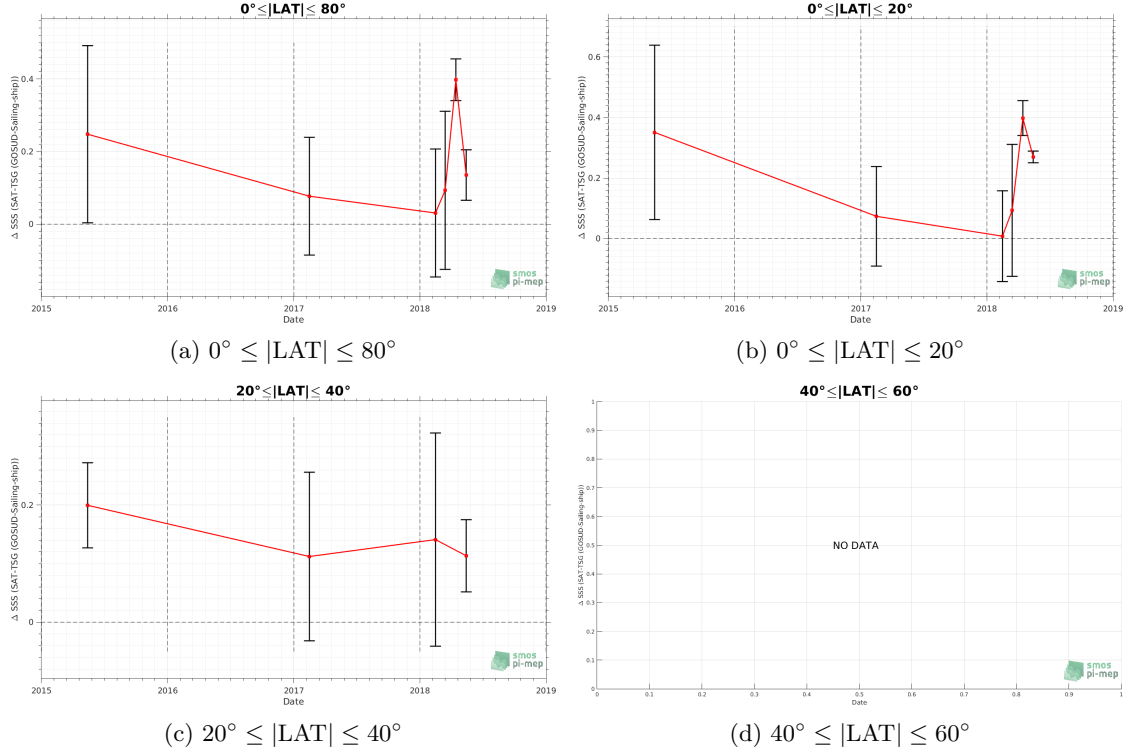 0°≤|LAT|≤ 80°
Δ SSS (SAT-TSG (GOSUD-Sailing-ship))
0.4
0.2
0
2015 2016 2017 2018 2019
Date
smos
pi-mep
(a) 0° ≤ |LAT| ≤ 80°
0°≤|LAT|≤ 20°
Δ SSS (SAT-TSG (GOSUD-Sailing-ship))
0.6
0.4
0.2
0
2015 2016 2017 2018 2019
Date
smos
pi-mep
(b) 0° ≤ |LAT| ≤ 20°
20°≤|LAT|≤ 40°
Δ SSS (SAT-TSG (GOSUD-Sailing-ship))
0.2
0
2015 2016 2017 2018 2019
Date
smos
pi-mep
(c) 20° ≤ |LAT| ≤ 40°
40°≤|LAT|≤ 60°
Δ SSS (SAT-TSG (GOSUD-Sailing-ship))
1
0.9
0.8
0.7
0.6
0.5
0.4
0.3
0.2
0.1
0
NO DATA
0 0.1 0.2 0.3 0.4 0.5 0.6 0.7 0.8 0.9 1
Date
smos
pi-mep
(d) 40° ≤ |LAT| ≤ 60°